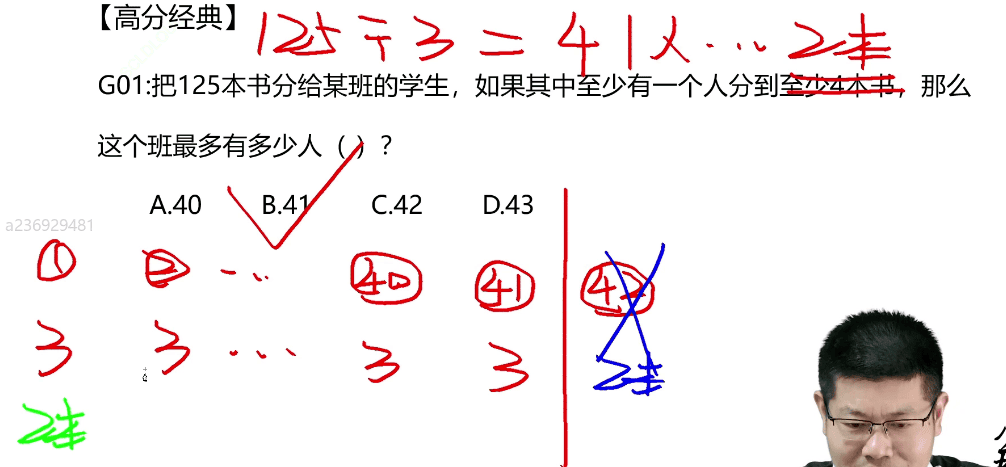 【高分经典】
125÷3=41人…2本
G01:把125本书分给某班的学生，如果其中至少有一个人分到至少4本书，那么
这个班最多有多少人（ ）？
A.40 B.41 C.42 D.43
a236929481
① ② … ㊵ 41 42
3 3 … 3 3 2本
2本